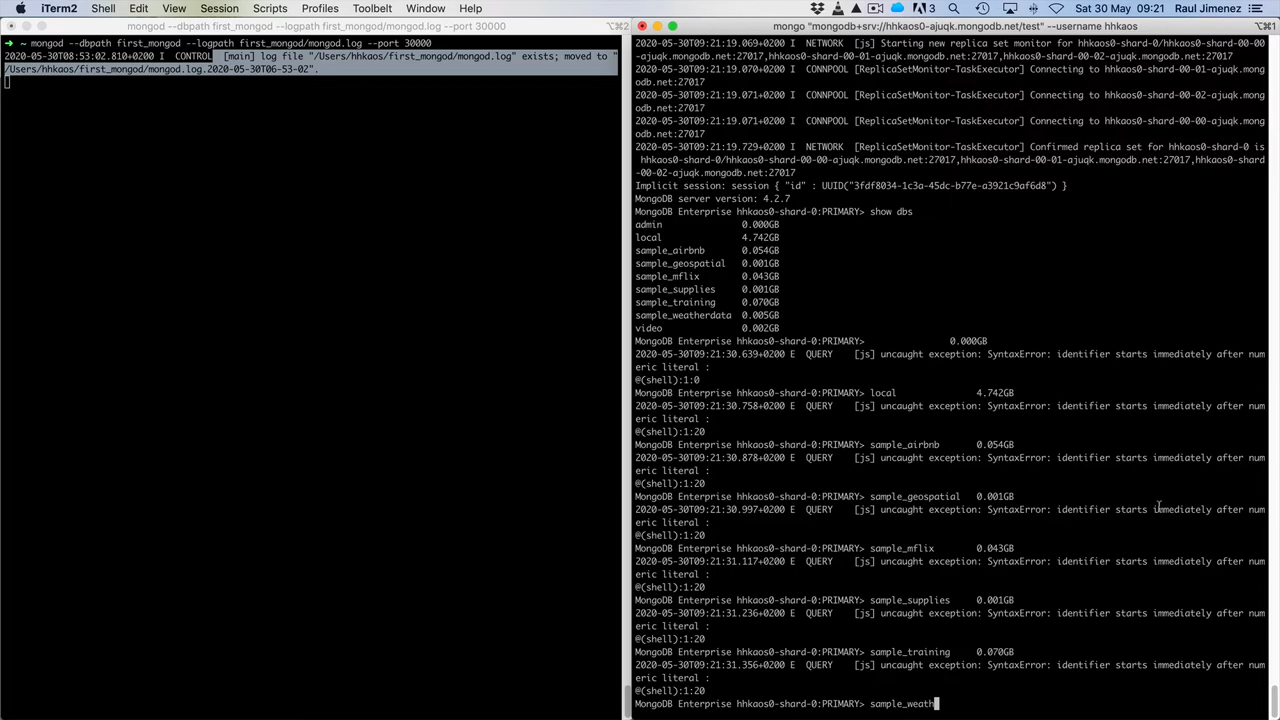 iTerm2 Shell Edit View Session Scripts Profiles Toolbelt Window Help
3 Sat 30 May 09:21 Raul Jimenez
mongod --dbpath first_mongod --logpath first_mongod/mongod.log --port 30000
⌥⌘2
➜ ~ mongod --dbpath first_mongod --logpath first_mongod/mongod.log --port 30000
2020-05-30T08:53:02.810+0200 I  CONTROL  [main] log file "/Users/hhkaos/first_mongod/mongod.log" exists; moved to "
/Users/hhkaos/first_mongod/mongod.log.2020-05-30T06-53-02".
mongo "mongodb+srv://hhkaos0-ajuqk.mongodb.net/test" --username hhkaos
⌥⌘1
2020-05-30T09:21:19.069+0200 I  NETWORK  [js] Starting new replica set monitor for hhkaos0-shard-0/hhkaos0-shard-00-00
-ajuqk.mongodb.net:27017,hhkaos0-shard-00-01-ajuqk.mongodb.net:27017,hhkaos0-shard-00-02-ajuqk.mongodb.net:27017
2020-05-30T09:21:19.070+0200 I  CONNPOOL [ReplicaSetMonitor-TaskExecutor] Connecting to hhkaos0-shard-00-01-ajuqk.mong
odb.net:27017
2020-05-30T09:21:19.071+0200 I  CONNPOOL [ReplicaSetMonitor-TaskExecutor] Connecting to hhkaos0-shard-00-02-ajuqk.mong
odb.net:27017
2020-05-30T09:21:19.071+0200 I  CONNPOOL [ReplicaSetMonitor-TaskExecutor] Connecting to hhkaos0-shard-00-00-ajuqk.mong
odb.net:27017
2020-05-30T09:21:19.729+0200 I  NETWORK  [ReplicaSetMonitor-TaskExecutor] Confirmed replica set for hhkaos0-shard-0 is
hhkaos0-shard-0/hhkaos0-shard-00-00-ajuqk.mongodb.net:27017,hhkaos0-shard-00-01-ajuqk.mongodb.net:27017,hhkaos0-shard
-00-02-ajuqk.mongodb.net:27017
Implicit session: session { "id" : UUID("3fdf8034-1c3a-45dc-b77e-a3921c9af6d8") }
MongoDB server version: 4.2.7
MongoDB Enterprise hhkaos0-shard-0:PRIMARY> show dbs
admin               0.000GB
local               4.742GB
sample_airbnb       0.054GB
sample_geospatial   0.001GB
sample_mflix        0.043GB
sample_supplies     0.001GB
sample_training     0.070GB
sample_weatherdata  0.005GB
video               0.002GB
MongoDB Enterprise hhkaos0-shard-0:PRIMARY>               0.000GB
2020-05-30T09:21:30.639+0200 E  QUERY    [js] uncaught exception: SyntaxError: identifier starts immediately after num
eric literal :
@(shell):1:0
MongoDB Enterprise hhkaos0-shard-0:PRIMARY> local               4.742GB
2020-05-30T09:21:30.758+0200 E  QUERY    [js] uncaught exception: SyntaxError: identifier starts immediately after num
eric literal :
@(shell):1:20
MongoDB Enterprise hhkaos0-shard-0:PRIMARY> sample_airbnb       0.054GB
2020-05-30T09:21:30.878+0200 E  QUERY    [js] uncaught exception: SyntaxError: identifier starts immediately after num
eric literal :
@(shell):1:20
MongoDB Enterprise hhkaos0-shard-0:PRIMARY> sample_geospatial   0.001GB
2020-05-30T09:21:30.997+0200 E  QUERY    [js] uncaught exception: SyntaxError: identifier starts immediately after num
eric literal :
@(shell):1:20
MongoDB Enterprise hhkaos0-shard-0:PRIMARY> sample_mflix        0.043GB
2020-05-30T09:21:31.117+0200 E  QUERY    [js] uncaught exception: SyntaxError: identifier starts immediately after num
eric literal :
@(shell):1:20
MongoDB Enterprise hhkaos0-shard-0:PRIMARY> sample_supplies     0.001GB
2020-05-30T09:21:31.236+0200 E  QUERY    [js] uncaught exception: SyntaxError: identifier starts immediately after num
eric literal :
@(shell):1:20
MongoDB Enterprise hhkaos0-shard-0:PRIMARY> sample_training     0.070GB
2020-05-30T09:21:31.356+0200 E  QUERY    [js] uncaught exception: SyntaxError: identifier starts immediately after num
eric literal :
@(shell):1:20
MongoDB Enterprise hhkaos0-shard-0:PRIMARY> sample_weath